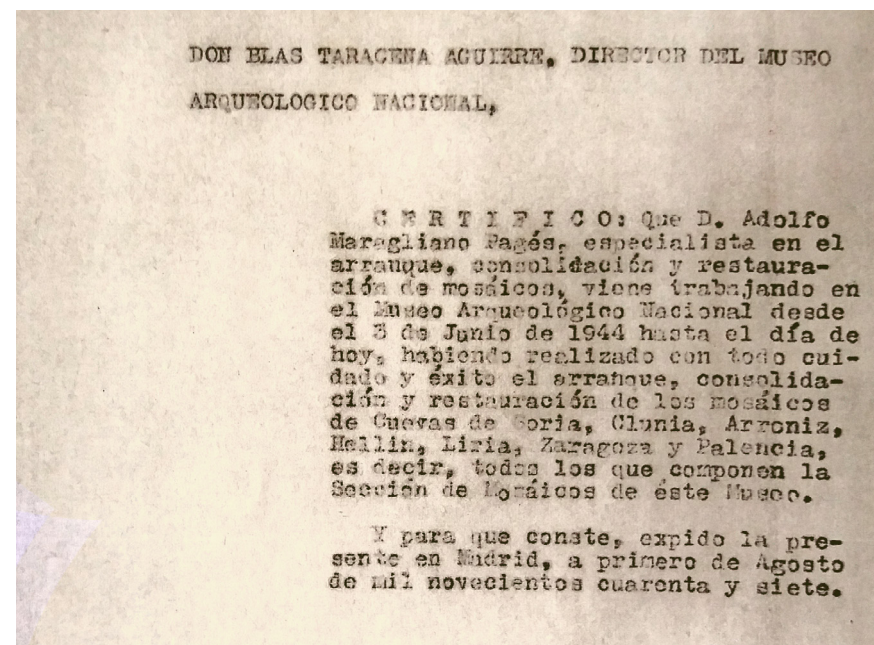 DON BLAS TARACENA AGUIRRE, DIRECTOR DEL MUSEO
ARQUEOLOGICO NACIONAL,
C E R T I F I C O: Que D. Adolfo
Maragliano Pagés, especialista en el
arranque, consolidación y restaura-
ción de mosáicos, viene trabajando en
el Museo Arqueológico Nacional desde
el 3 de Junio de 1944 hasta el día de
hoy, habiendo realizado con todo cui-
dado y éxito el arranque, consolida-
ción y restauración de los mosáicos
de Cuevas de Soria, Clunia, Arroniz,
Hellin, Liria, Zaragoza y Palencia,
es decir, todos los que componen la
Sección de Mosáicos de éste Museo.
Y para que conste, expido la pre-
sente en Madrid, a primero de Agosto
de mil novecientos cuarenta y siete.